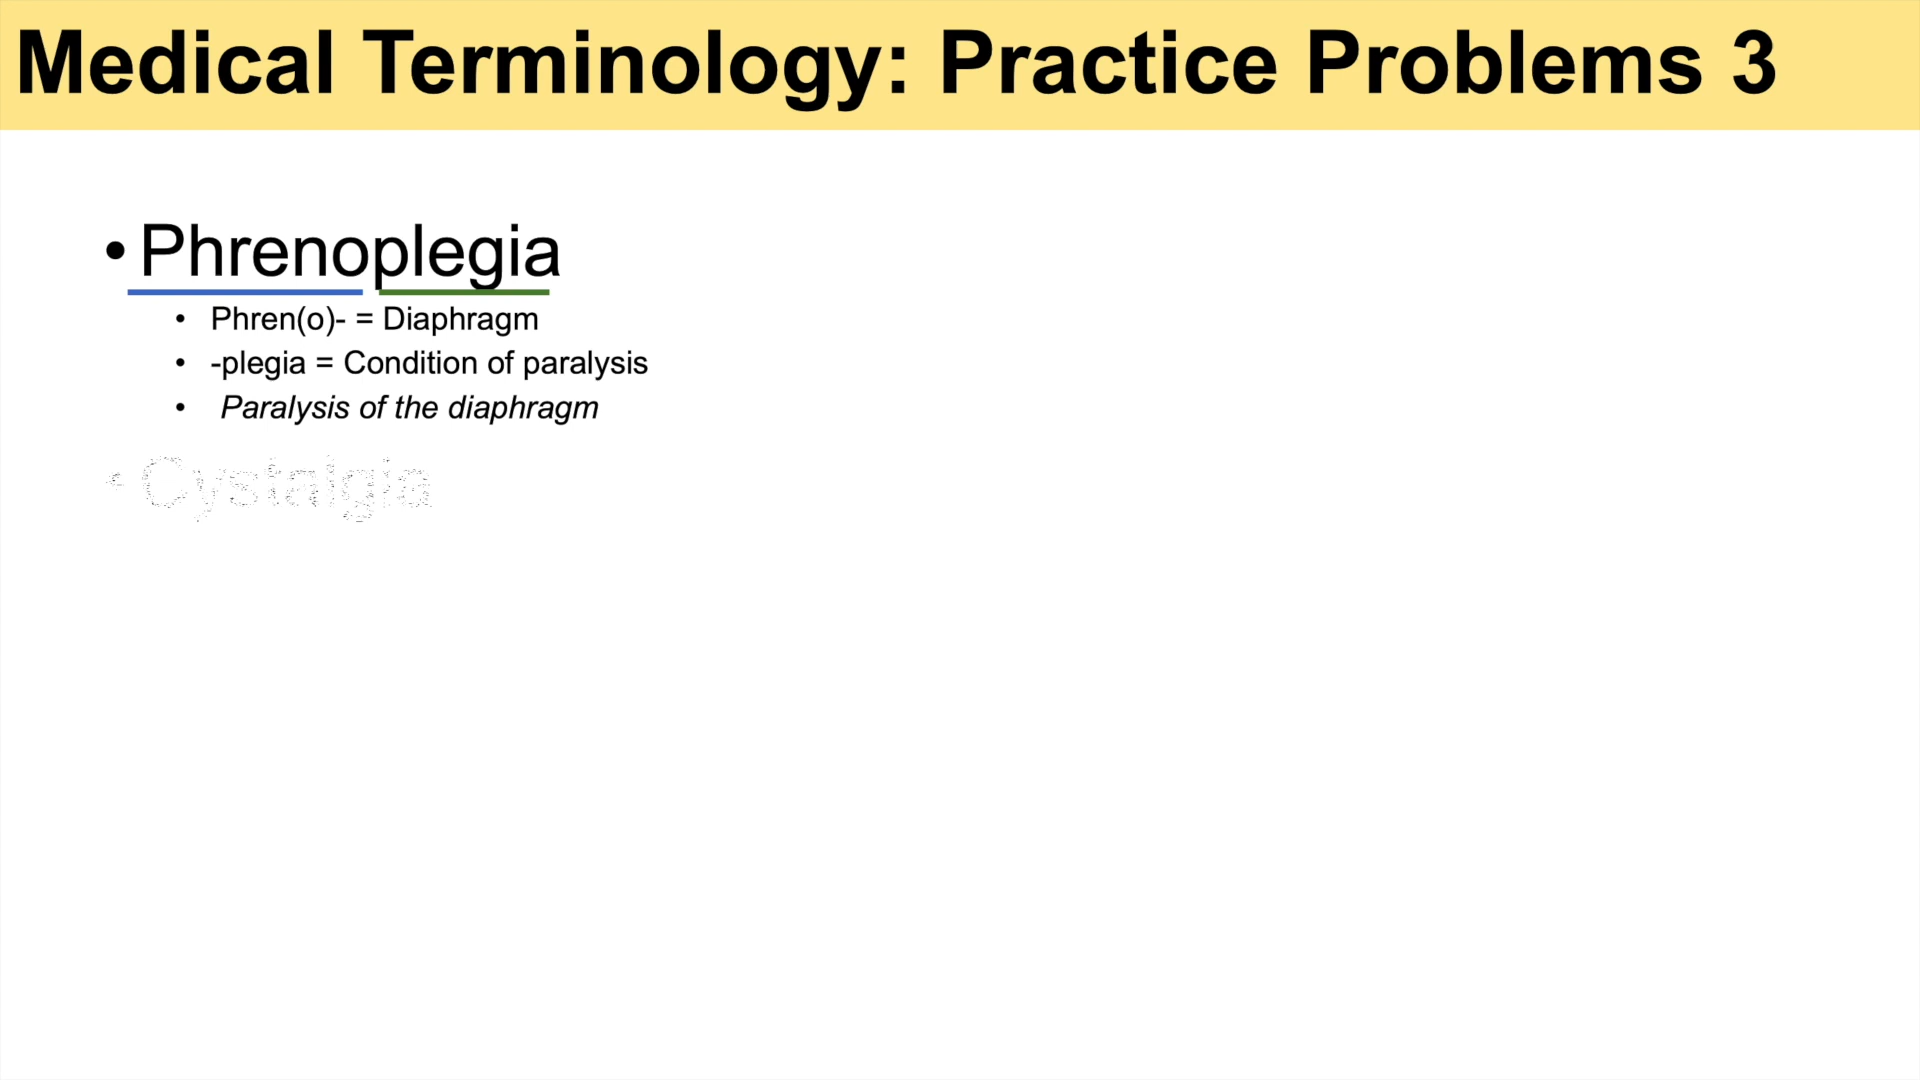 Medical Terminology: Practice Problems 3
• Phrenoplegia
• Phren(o)- = Diaphragm
• -plegia = Condition of paralysis
• Paralysis of the diaphragm
• Cystalgia